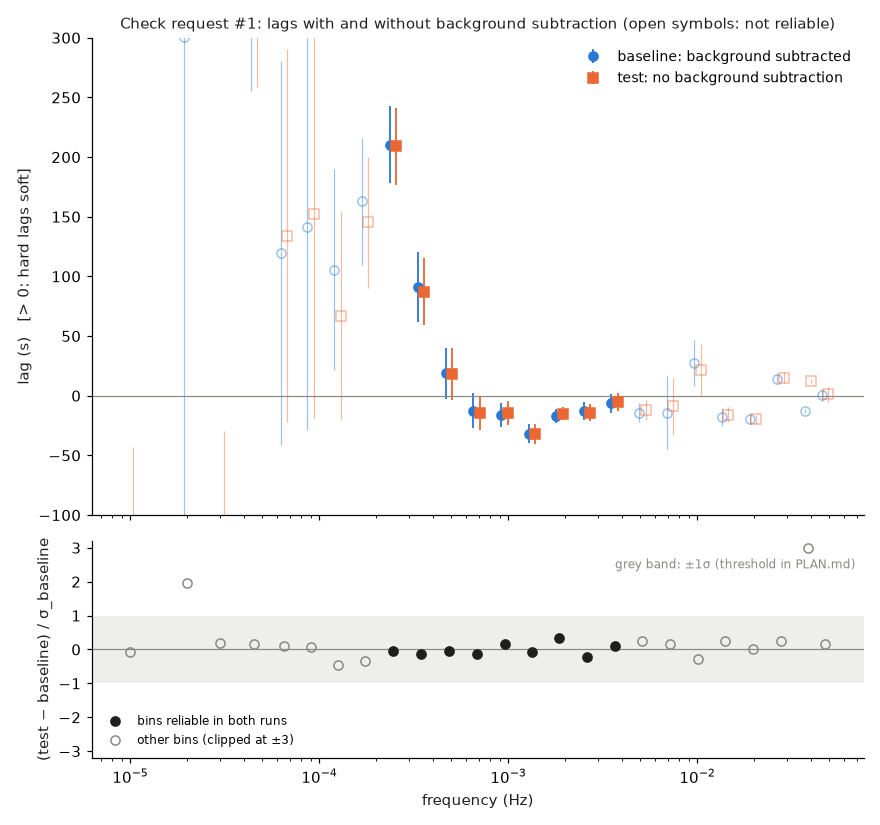 Check request #1: lags with and without background subtraction (open symbols: not reliable)
baseline: background subtracted
test: no background subtraction
lag (s)   [> 0: hard lags soft]
300
250
200
150
100
50
0
−50
−100
(test − baseline) / σ_baseline
3
2
1
0
−1
−2
−3
grey band: ±1σ (threshold in PLAN.md)
bins reliable in both runs
other bins (clipped at ±3)
10⁻⁵ 10⁻⁴ 10⁻³ 10⁻²
frequency (Hz)